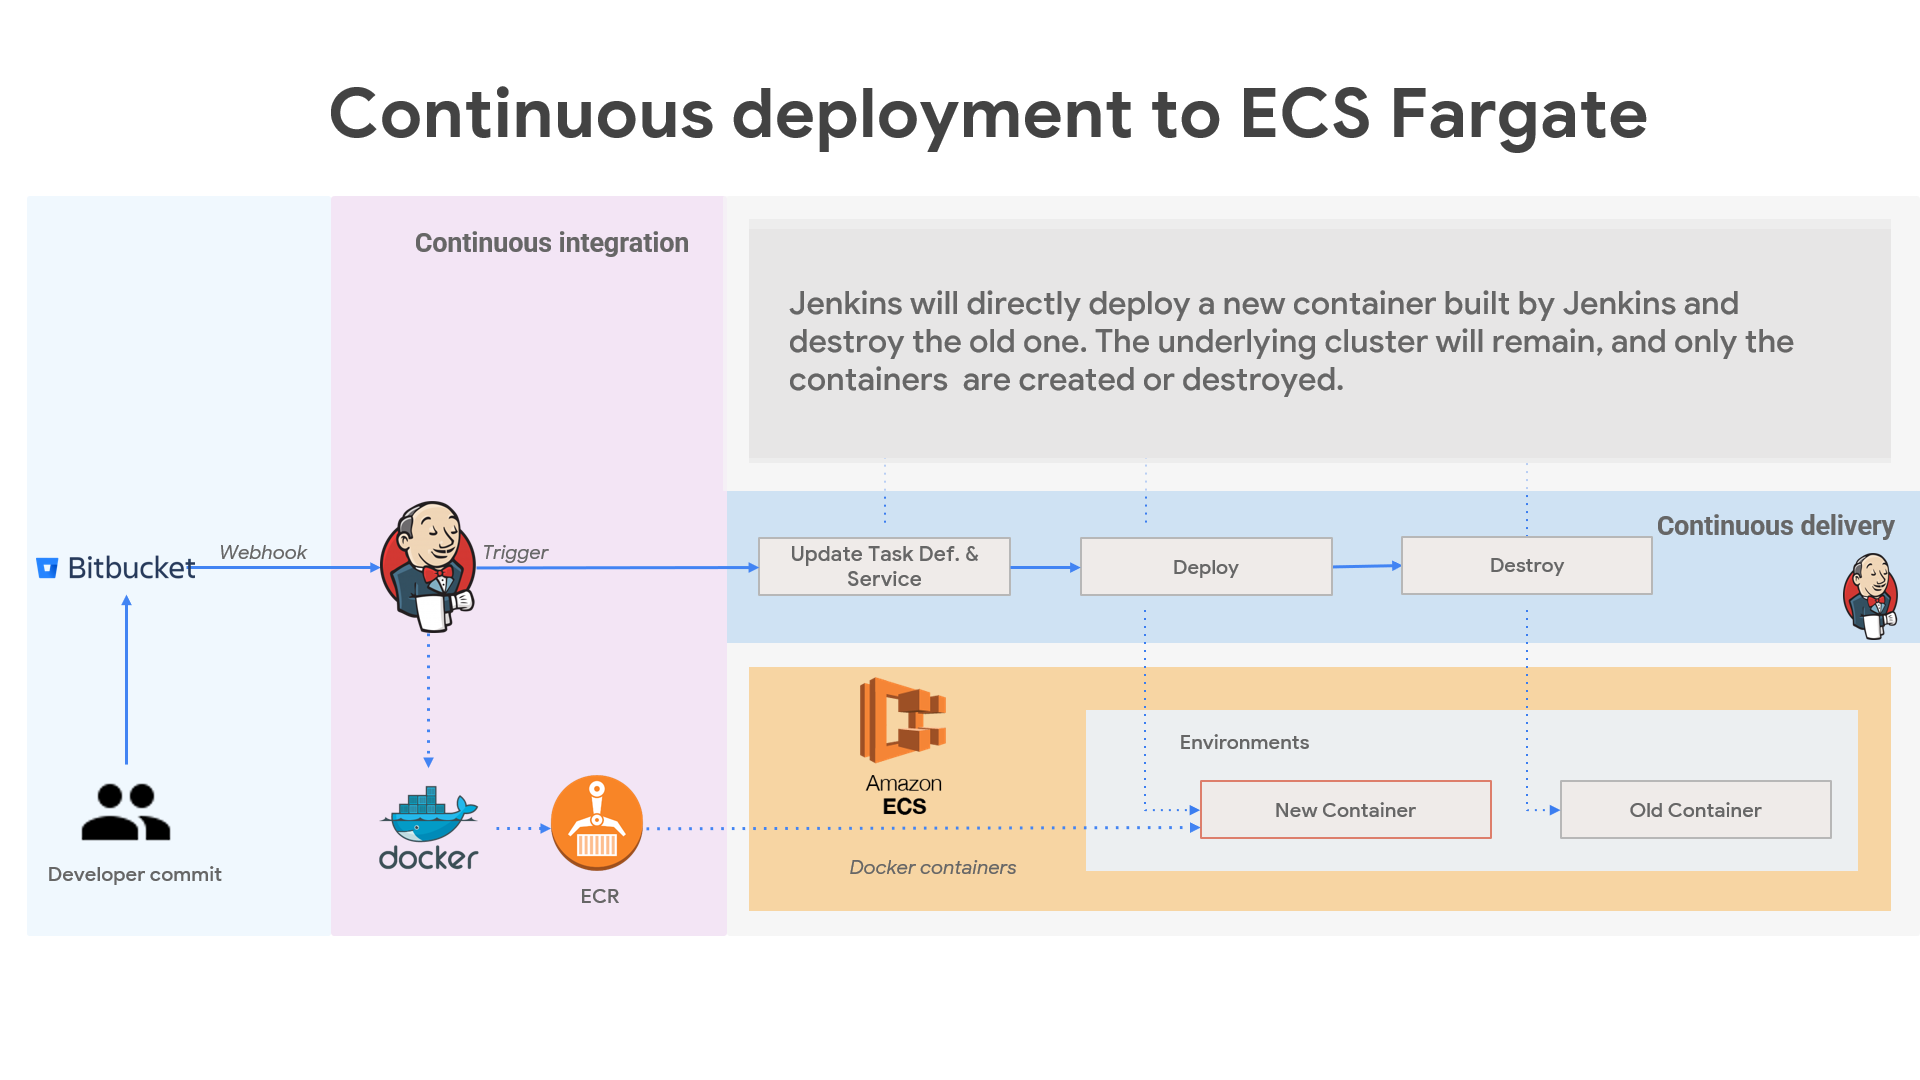 Continuous deployment to ECS Fargate
Continuous integration
Jenkins will directly deploy a new container built by Jenkins and
destroy the old one. The underlying cluster will remain, and only the
containers  are created or destroyed.
Continuous delivery
Bitbucket
Webhook
Trigger
Update Task Def. &
Service
Deploy
Destroy
Amazon
ECS
Environments
New Container
Old Container
docker
Docker containers
Developer commit
ECR